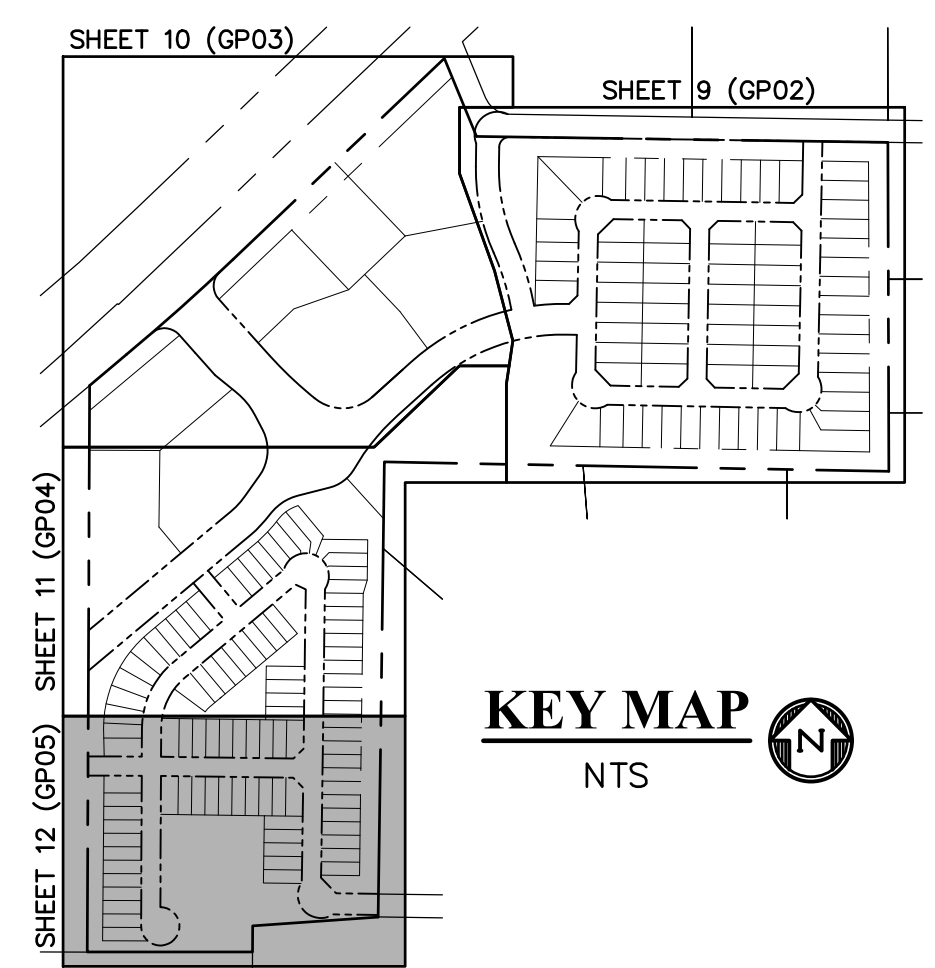 SHEET 10 (GP03)
SHEET 9 (GP02)
SHEET 11 (GP04)
SHEET 12 (GP05)
KEY MAP
N
NTS